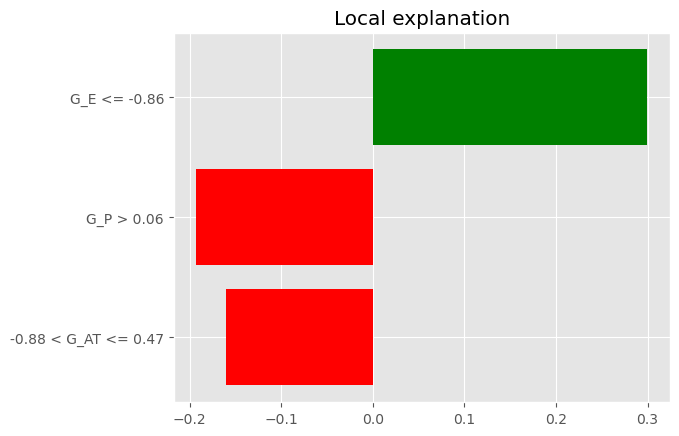 Local explanation
G_E <= -0.86
G_P > 0.06
-0.88 < G_AT <= 0.47
−0.2 −0.1 0.0 0.1 0.2 0.3